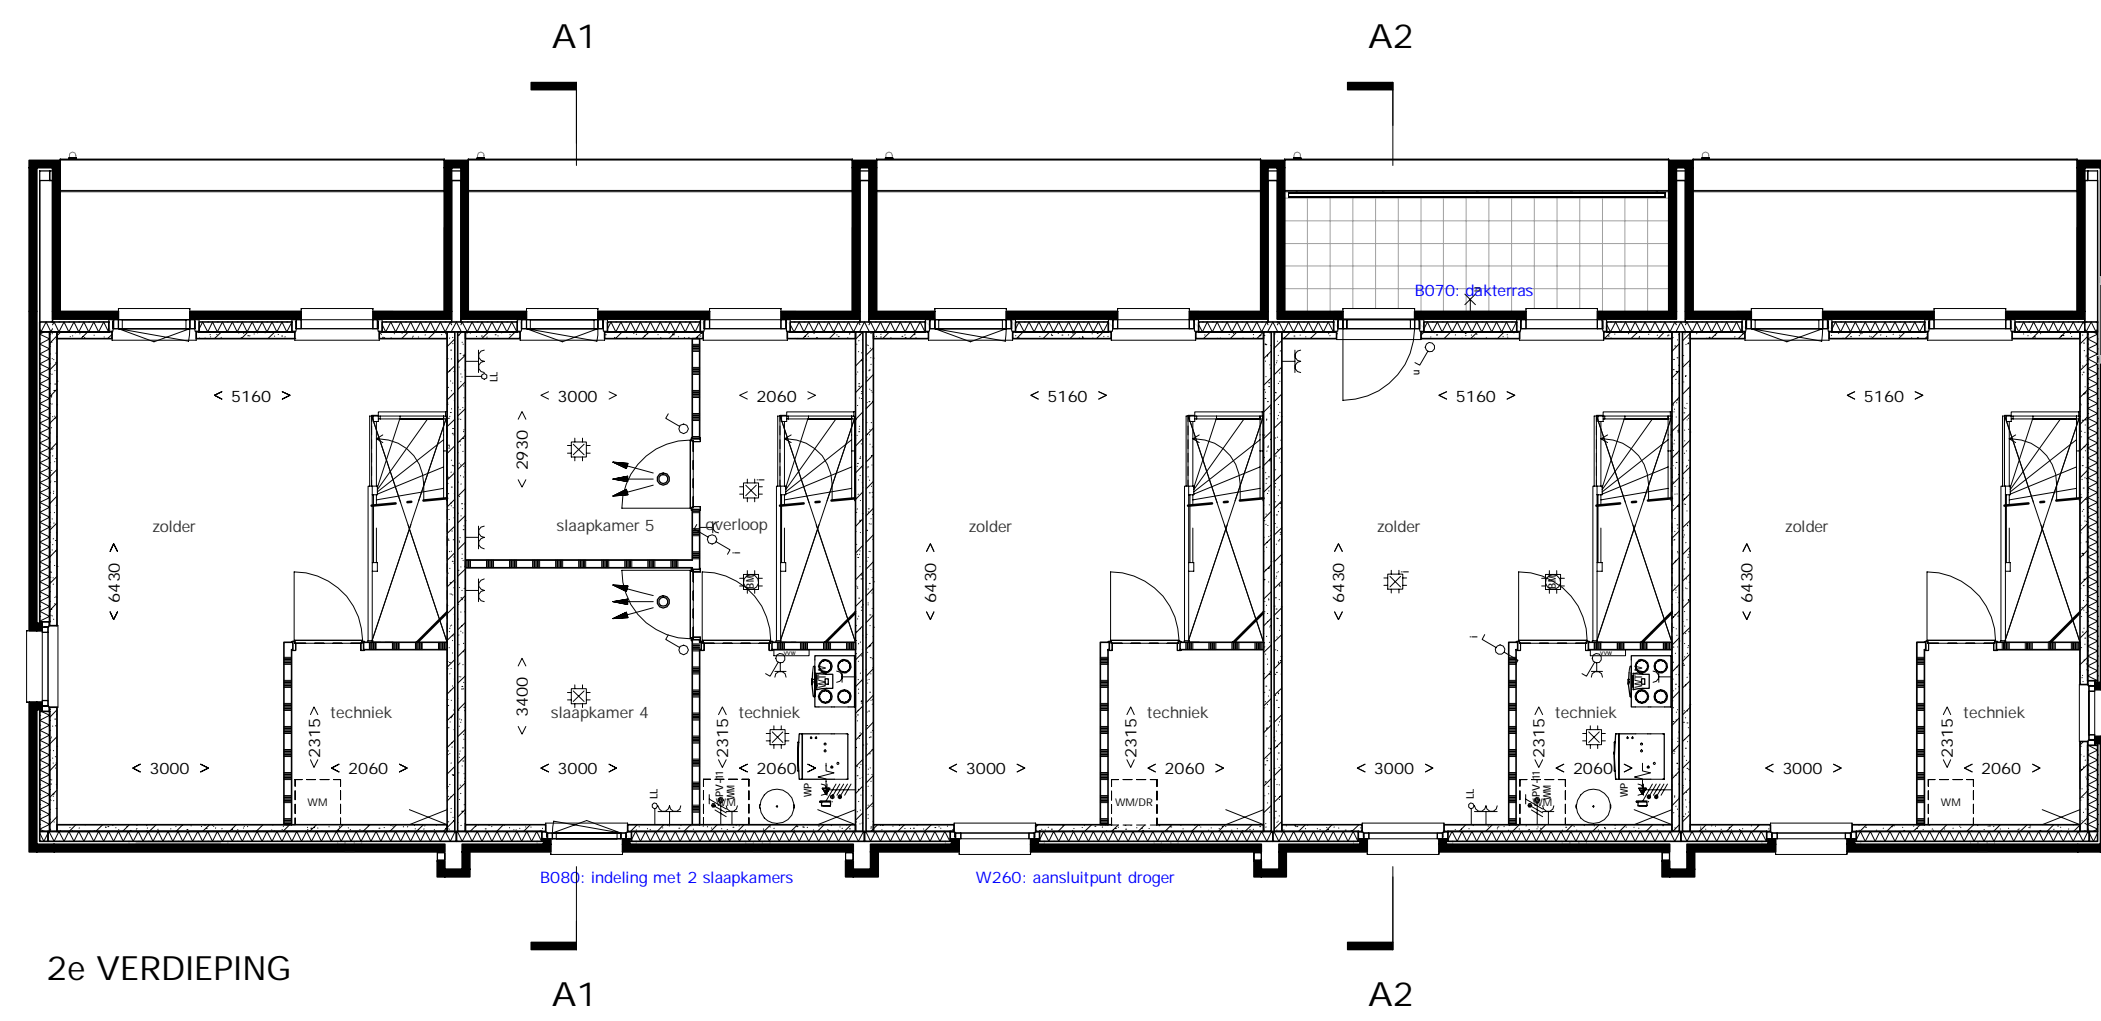 A1
A2
B070: dakterras
< 5160 >
< 3000 >
< 2060 >
< 5160 >
< 5160 >
< 5160 >
< 2930 >
LL
zolder
slaapkamer 5
overloop
zolder
zolder
zolder
< 6430 >
< 6430 >
< 6430 >
< 6430 >
techniek
< 3400 >
slaapkamer 4
techniek
techniek
techniek
techniek
<2315>
<2315>
<2315>
<2315>
<2315>
< 3000 >
< 2060 >
< 3000 >
< 2060 >
< 3000 >
< 2060 >
< 3000 >
< 2060 >
< 3000 >
< 2060 >
WM
LL
WM
WP
WM/DR
LL
WM
WP
WM
B080: indeling met 2 slaapkamers
W260: aansluitpunt droger
2e VERDIEPING
A1
A2